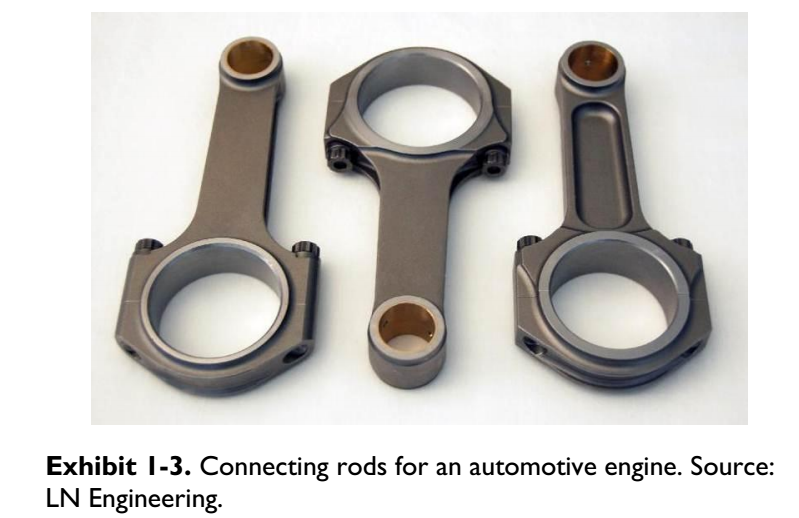 Exhibit 1-3. Connecting rods for an automotive engine. Source:
LN Engineering.